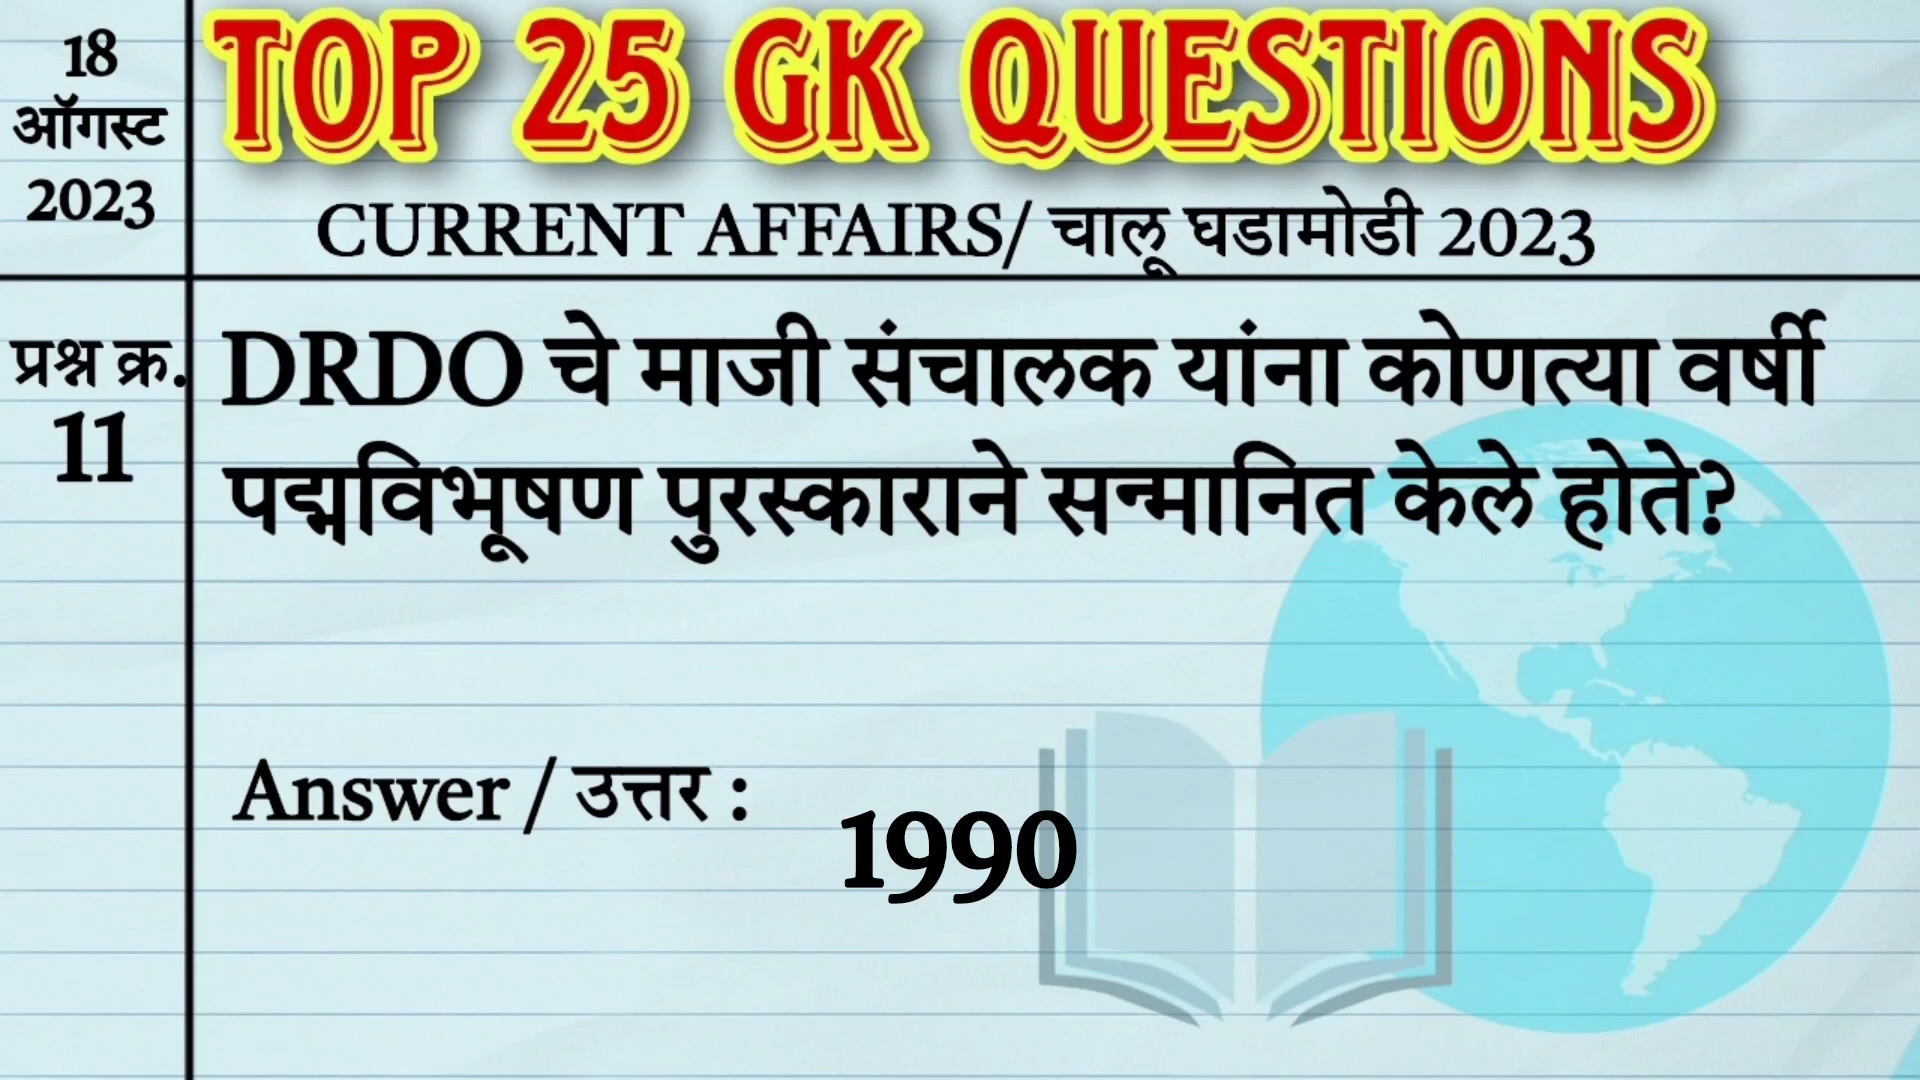 18
ऑगस्ट
2023
TOP 25 GK QUESTIONS
CURRENT AFFAIRS/ चालू घडामोडी 2023
प्रश्न क्र.
11
DRDO चे माजी संचालक यांना कोणत्या वर्षी
पद्मविभूषण पुरस्काराने सन्मानित केले होते?
Answer / उत्तर :
1990